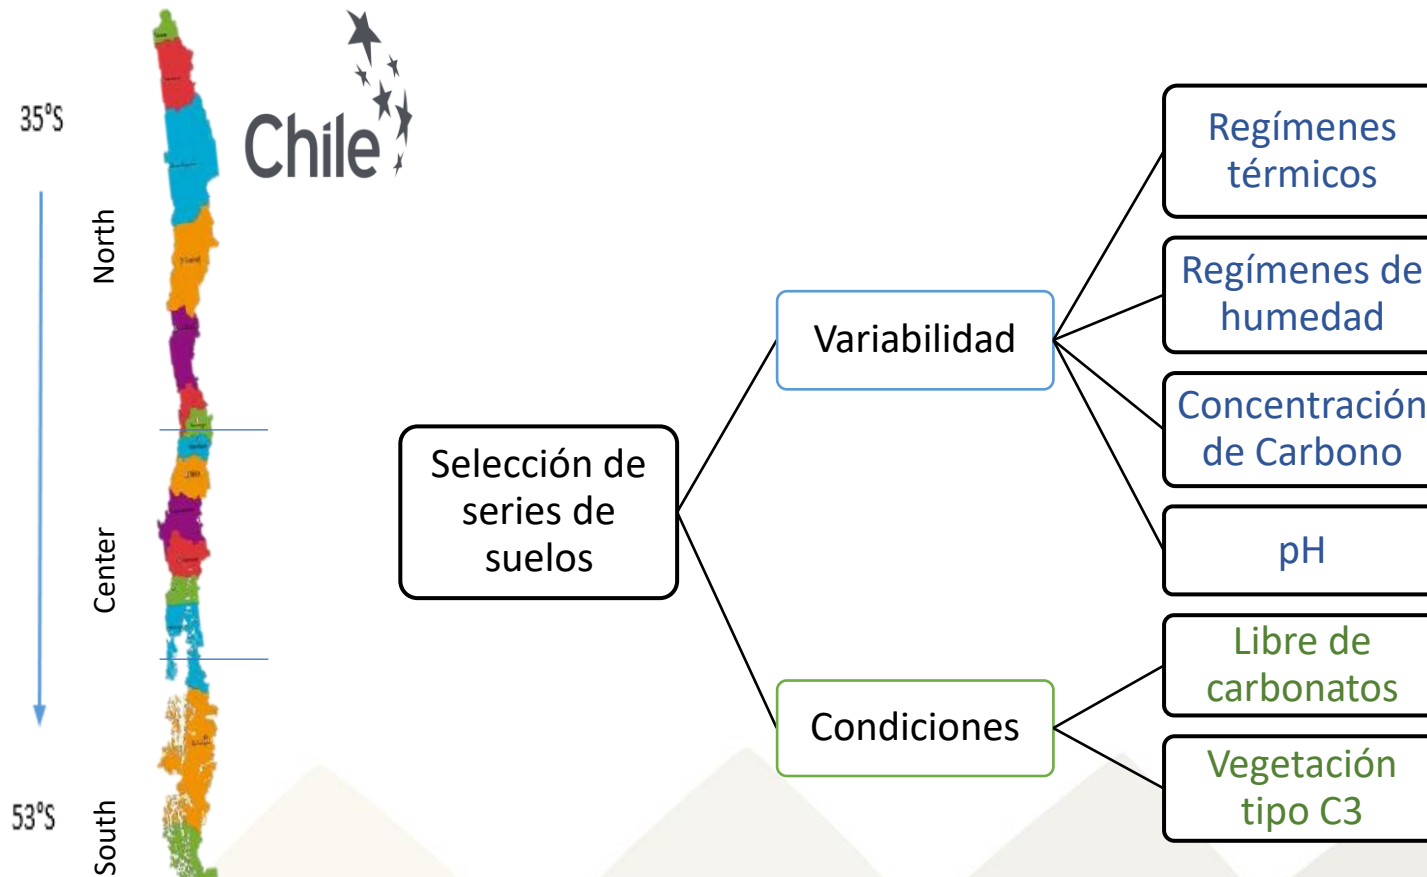 35°S
North
Center
53°S
South
Chile
Selección de
series de
suelos
Variabilidad
Condiciones
Regímenes
térmicos
Regímenes de
humedad
Concentración
de Carbono
pH
Libre de
carbonatos
Vegetación
tipo C3